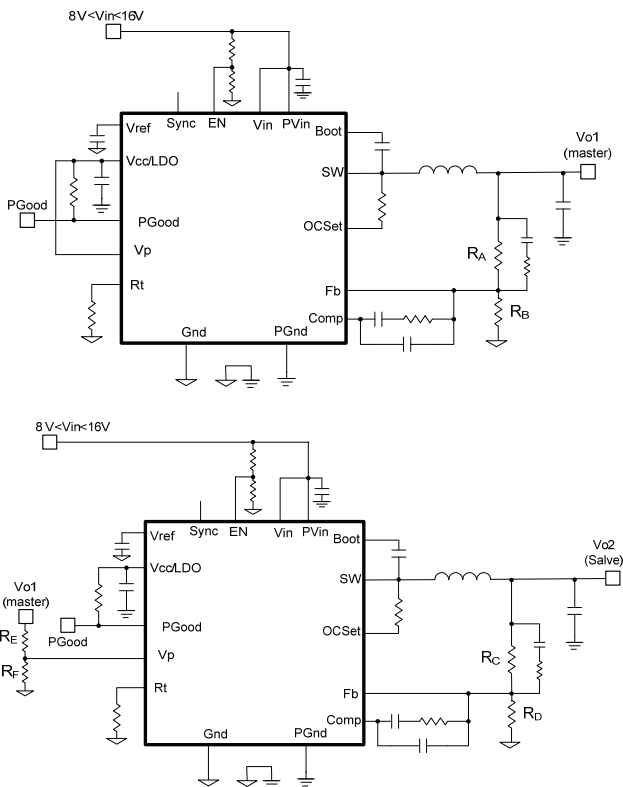 8V<Vin<16V
Sync EN Vin PVin
Vref
Boot
Vcc/LDO
SW
Vo1
(master)
PGood
PGood
OCSet
Vp
RA
Rt
Fb
RB
Comp
Gnd PGnd
8V<Vin<16V
Sync EN Vin PVin
Vref
Boot
Vcc/LDO
SW
Vo2
(Salve)
Vo1
(master)
PGood
PGood
OCSet
RE
Vp
RC
RF
Rt
Fb
RD
Comp
Gnd PGnd